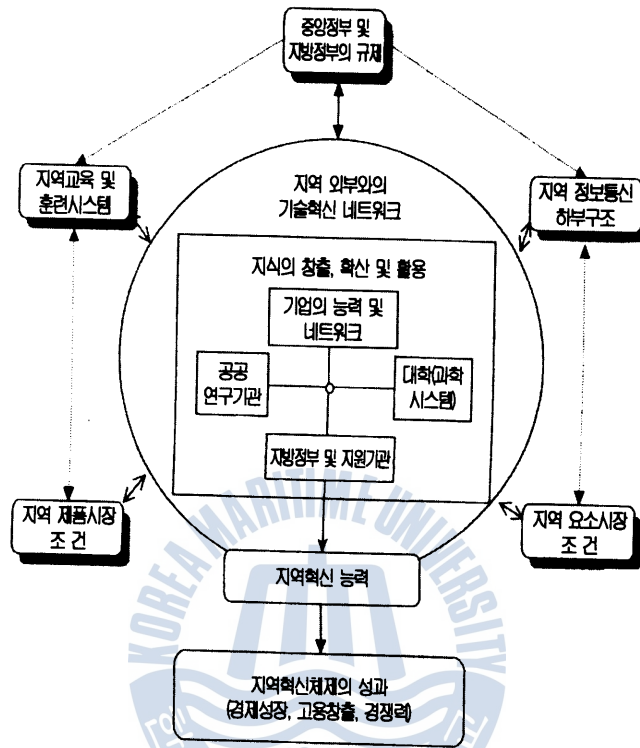 중앙정부 및
지방정부의 규제
지역교육 및
훈련시스템
지역 외부와의
기술혁신 네트워크
지역 정보통신
하부구조
지식의 창출, 확산 및 활용
기업의 능력 및
네트워크
공공
연구기관
대학(과학
시스템)
지방정부 및 지원기관
지역 제품시장
조 건
지역 요소시장
조 건
지역혁신 능력
지역혁신체제의 성과
(경제성장, 고용창출, 경쟁력)
KOREA MARITIME UNIVERSITY